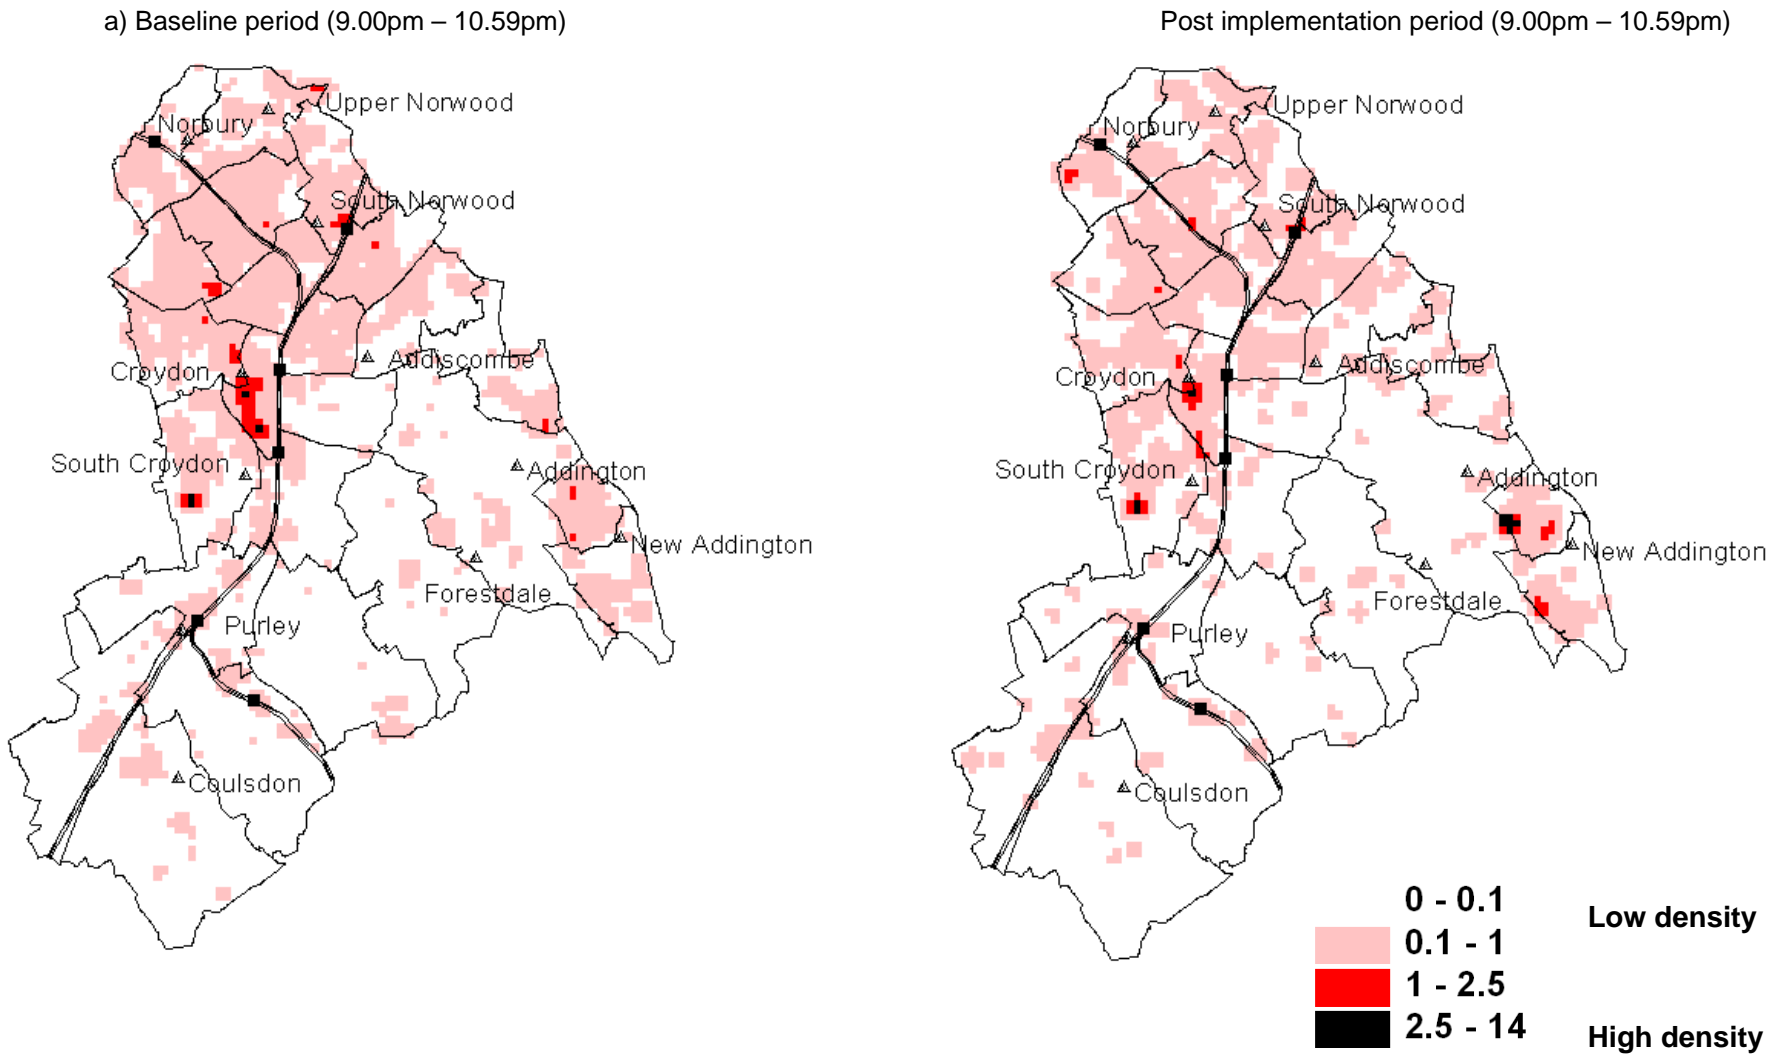 a) Baseline period (9.00pm – 10.59pm)
Post implementation period (9.00pm – 10.59pm)
Upper Norwood
Norbury
South Norwood
Addiscombe
Croydon
South Croydon
Addington
New Addington
Forestdale
Purley
Coulsdon
Upper Norwood
Norbury
South Norwood
Addiscombe
Croydon
South Croydon
Addington
New Addington
Forestdale
Purley
Coulsdon
0 - 0.1
Low density
0.1 - 1
1 - 2.5
2.5 - 14
High density